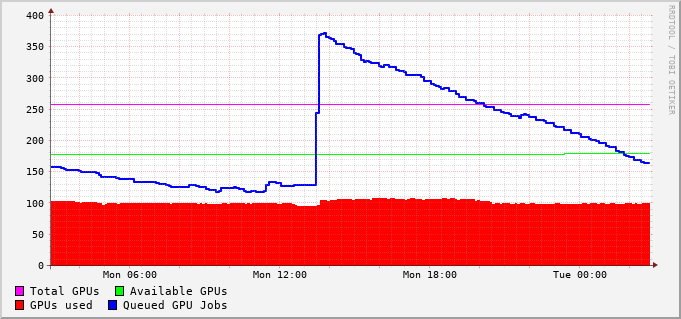 400
350
300
250
200
150
100
50
0
Mon 06:00 Mon 12:00 Mon 18:00 Tue 00:00
Total GPUs Available GPUs
GPUs used Queued GPU Jobs
RRDTOOL / TOBI OETIKER